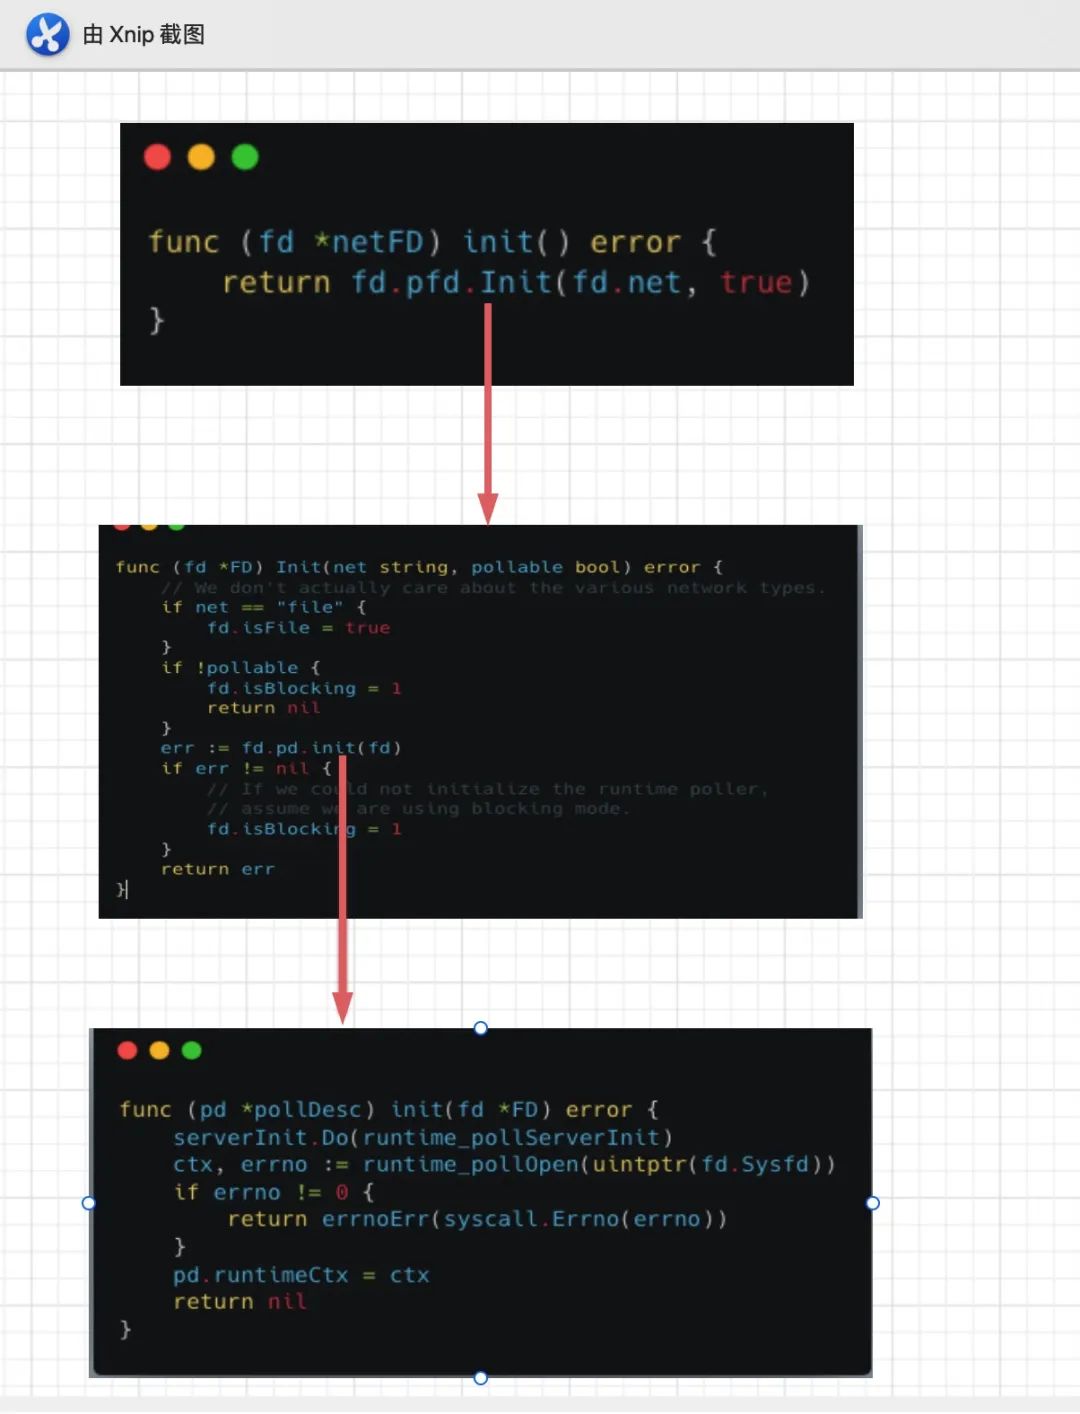 由 Xnip 截图
func (fd *netFD) init() error {
    return fd.pfd.Init(fd.net, true)
}
func (fd *FD) Init(net string, pollable bool) error {
    // We don't actually care about the various network types.
    if net == "file" {
        fd.isFile = true
    }
    if !pollable {
        fd.isBlocking = 1
        return nil
    }
    err := fd.pd.init(fd)
    if err != nil {
        // If we could not initialize the runtime poller,
        // assume we are using blocking mode.
        fd.isBlocking = 1
    }
    return err
}
func (pd *pollDesc) init(fd *FD) error {
    serverInit.Do(runtime_pollServerInit)
    ctx, errno := runtime_pollOpen(uintptr(fd.Sysfd))
    if errno != 0 {
        return errnoErr(syscall.Errno(errno))
    }
    pd.runtimeCtx = ctx
    return nil
}